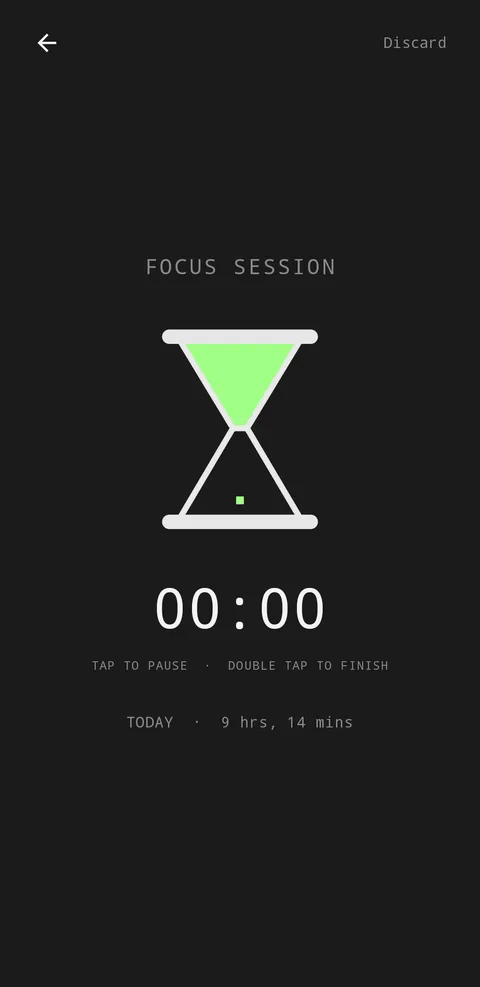 Discard
FOCUS SESSION
00:00
TAP TO PAUSE · DOUBLE TAP TO FINISH
TODAY · 9 hrs, 14 mins